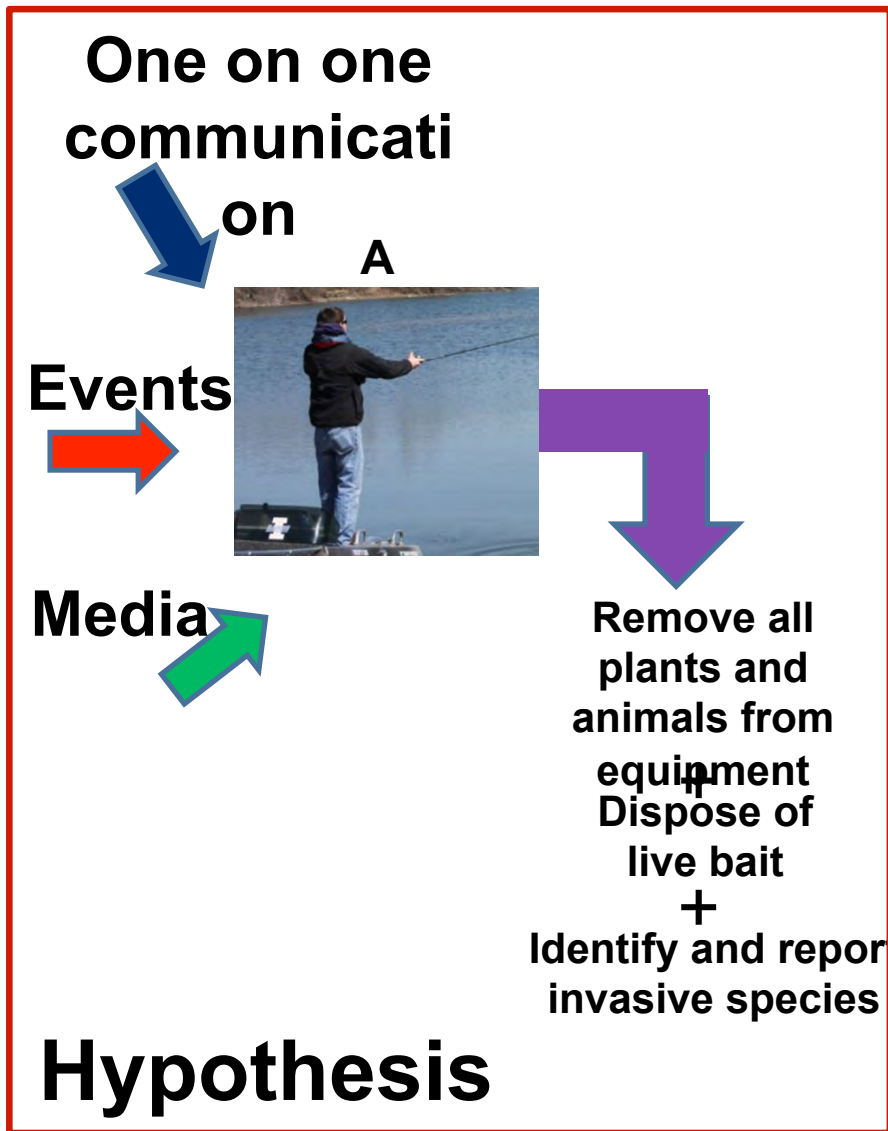 One on one
communicati
on
A
Events
Media
Remove all
plants and
animals from
equipment
+
Dispose of
live bait
+
Identify and repor
invasive species
Hypothesis